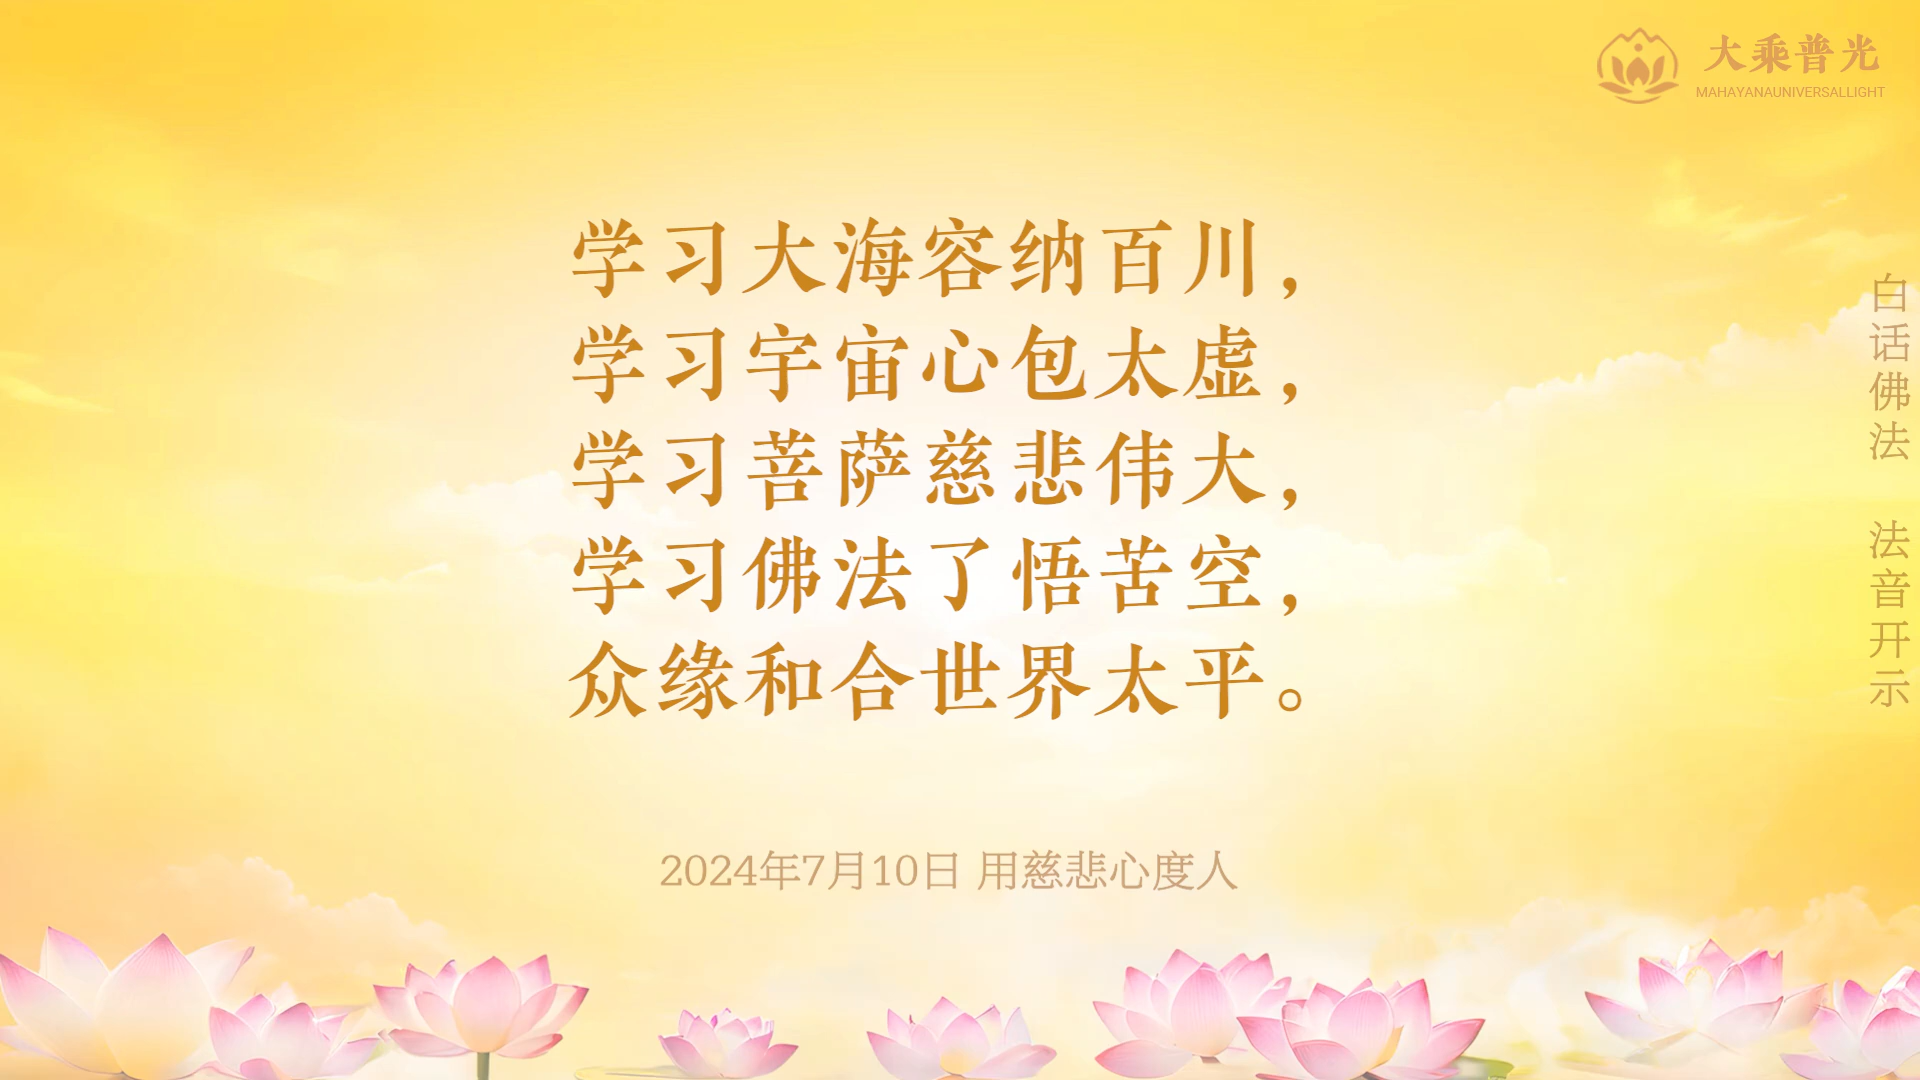 大乘普光
MAHAYANAUNIVERSALLIGHT
学习大海容纳百川，
学习宇宙心包太虚，
学习菩萨慈悲伟大，
学习佛法了悟苦空，
众缘和合世界太平。
白话佛法 法音开示
2024年7月10日 用慈悲心度人